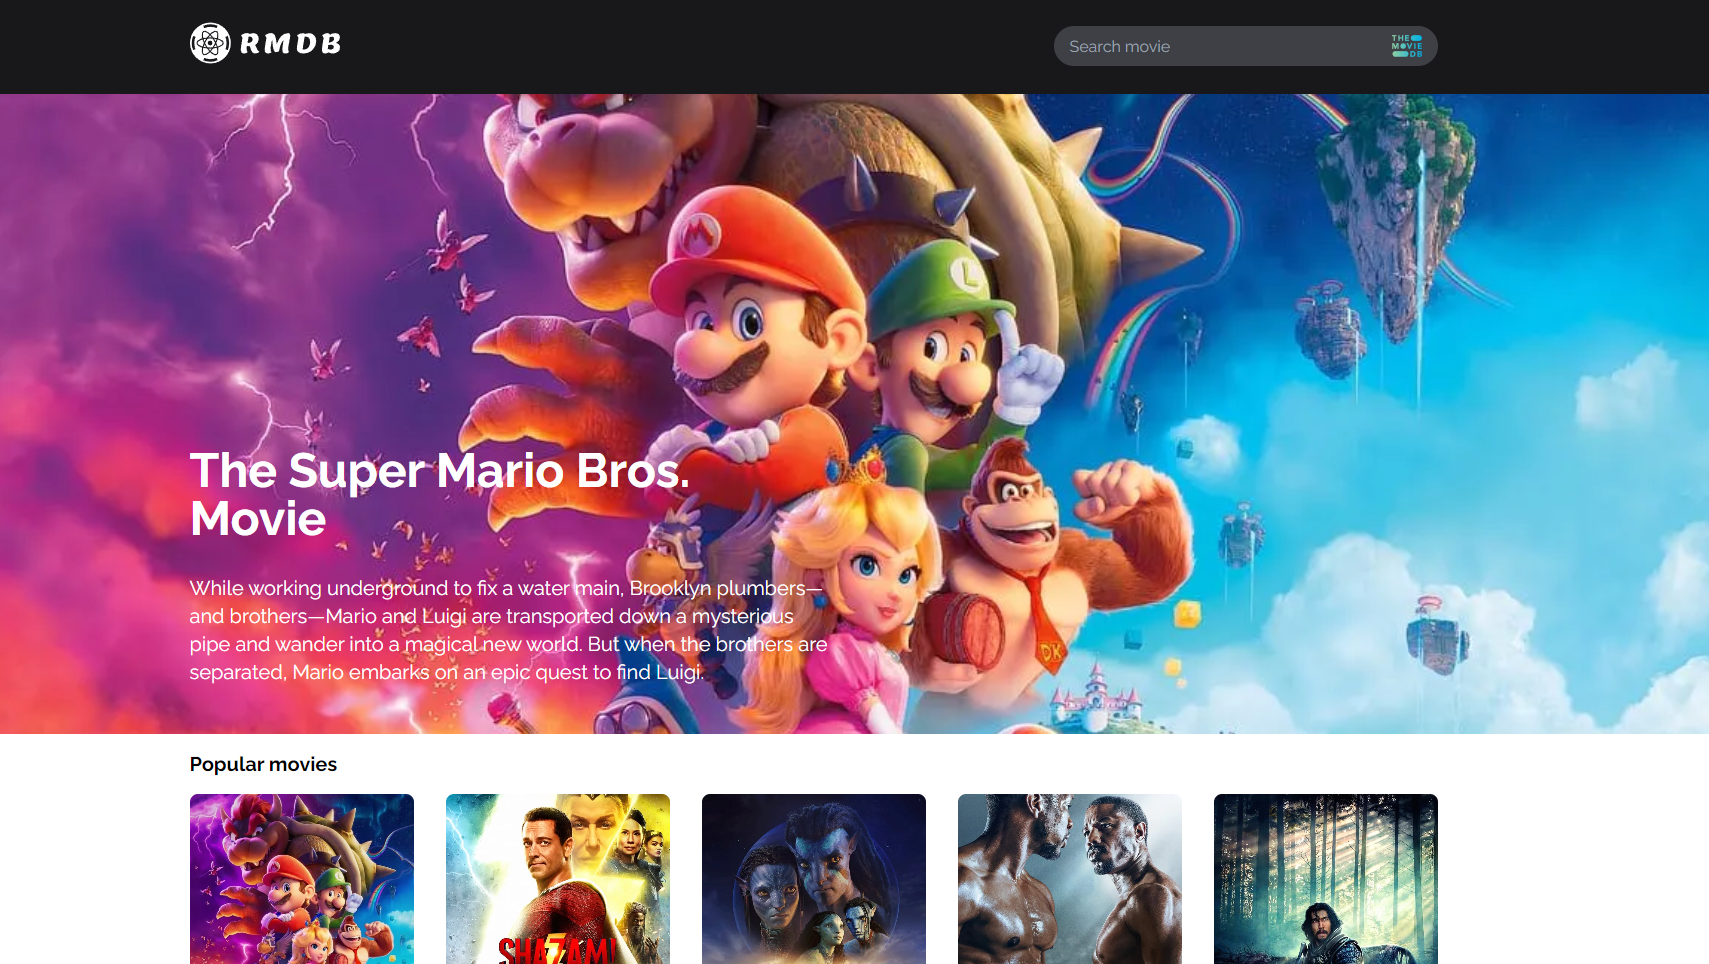 RMDB
Search movie
THE
MOVIE
DB
M
L
The Super Mario Bros.
Movie
While working underground to fix a water main, Brooklyn plumbers—
and brothers—Mario and Luigi are transported down a mysterious
pipe and wander into a magical new world. But when the brothers are
separated, Mario embarks on an epic quest to find Luigi.
DK
Popular movies
SHAZAM!